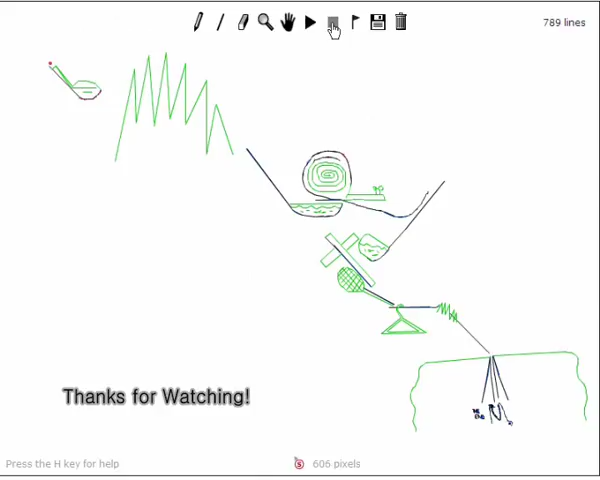 789 lines
Thanks for Watching!
Press the H key for help
606 pixels